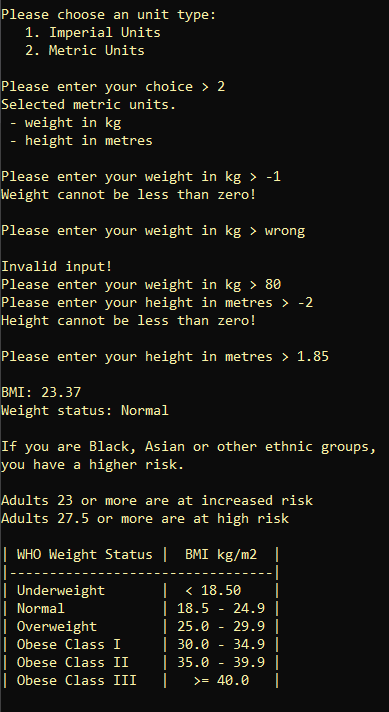 Please choose an unit type:
   1. Imperial Units
   2. Metric Units

Please enter your choice > 2
Selected metric units.
 - weight in kg
 - height in metres

Please enter your weight in kg > -1
Weight cannot be less than zero!

Please enter your weight in kg > wrong

Invalid input!
Please enter your weight in kg > 80
Please enter your height in metres > -2
Height cannot be less than zero!

Please enter your height in metres > 1.85

BMI: 23.37
Weight status: Normal

If you are Black, Asian or other ethnic groups,
you have a higher risk.

Adults 23 or more are at increased risk
Adults 27.5 or more are at high risk

| WHO Weight Status |  BMI kg/m2  |
|---------------------------------|
| Underweight       |  < 18.50    |
| Normal            | 18.5 - 24.9 |
| Overweight        | 25.0 - 29.9 |
| Obese Class I     | 30.0 - 34.9 |
| Obese Class II    | 35.0 - 39.9 |
| Obese Class III   |   >= 40.0   |